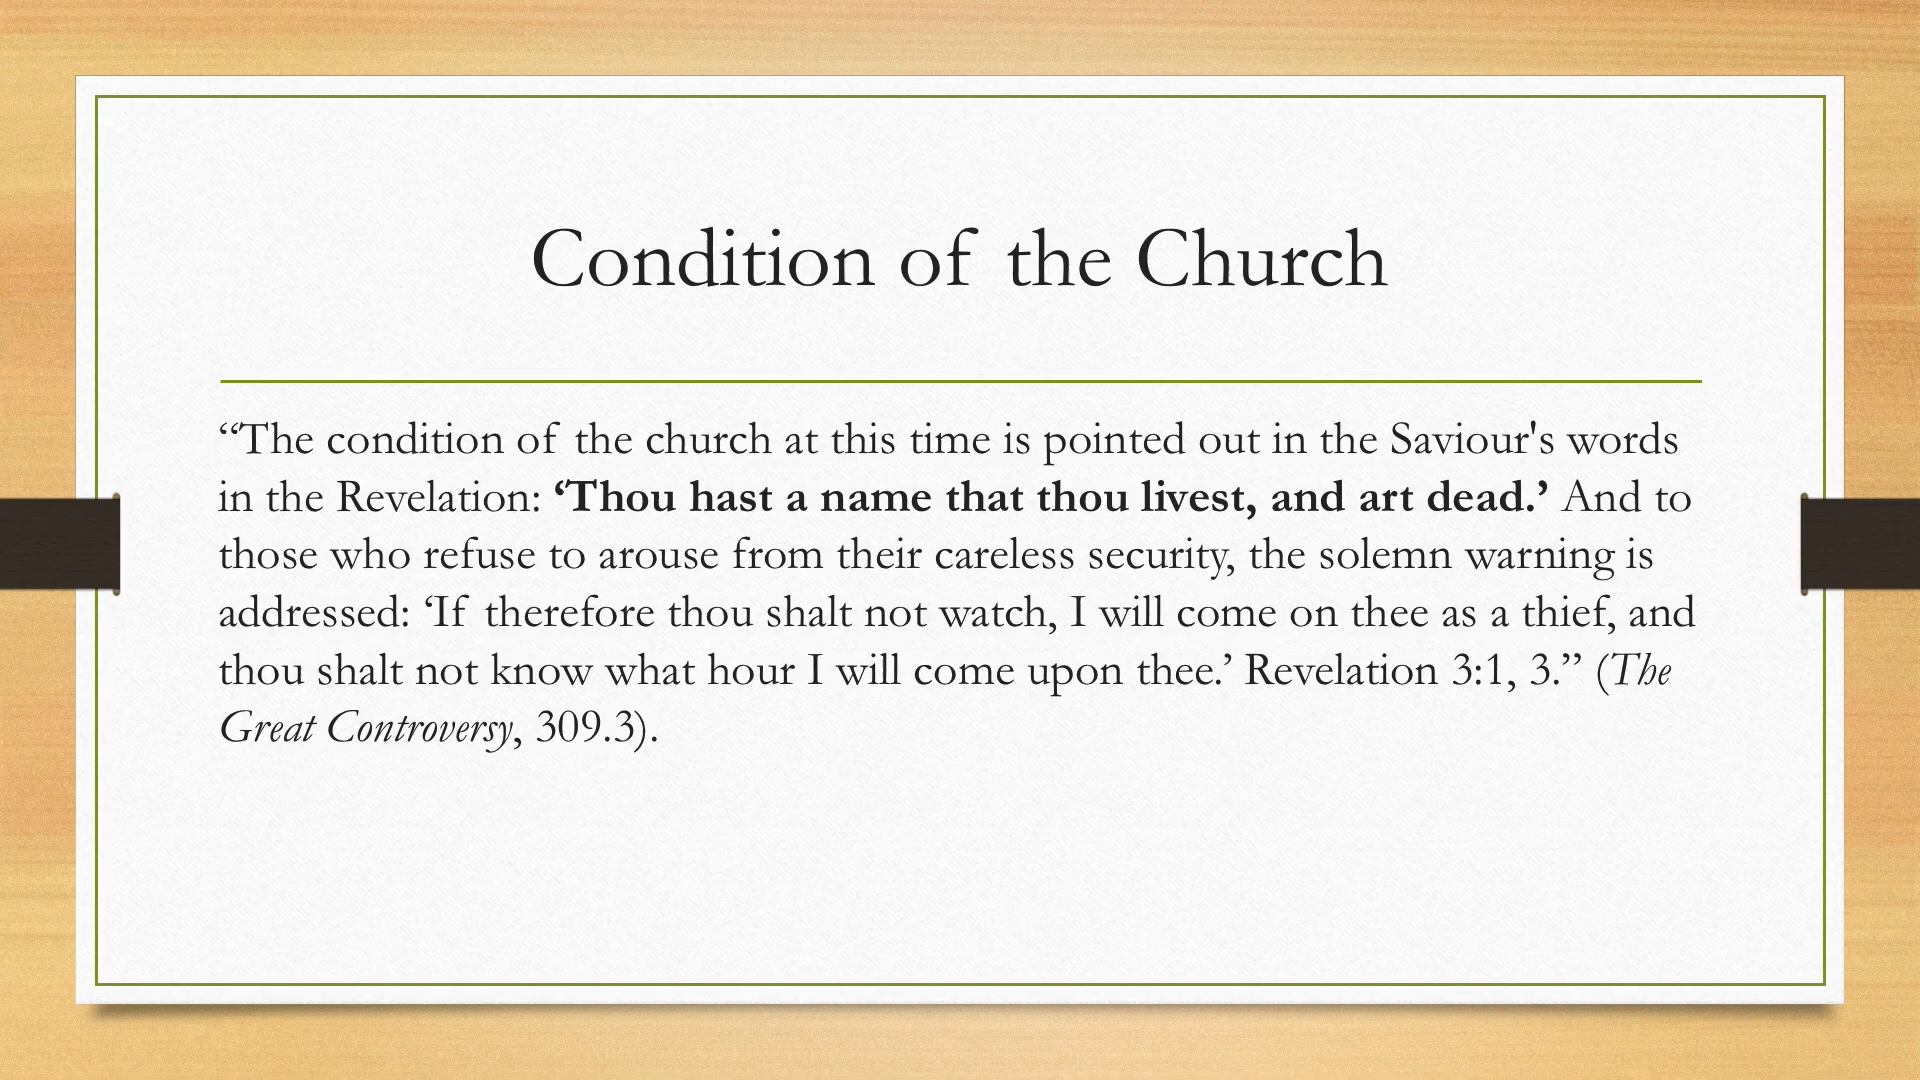 Condition of the Church
“The condition of the church at this time is pointed out in the Saviour's words
in the Revelation: ‘Thou hast a name that thou livest, and art dead.’ And to
those who refuse to arouse from their careless security, the solemn warning is
addressed: ‘If therefore thou shalt not watch, I will come on thee as a thief, and
thou shalt not know what hour I will come upon thee.’ Revelation 3:1, 3.” (The
Great Controversy, 309.3).